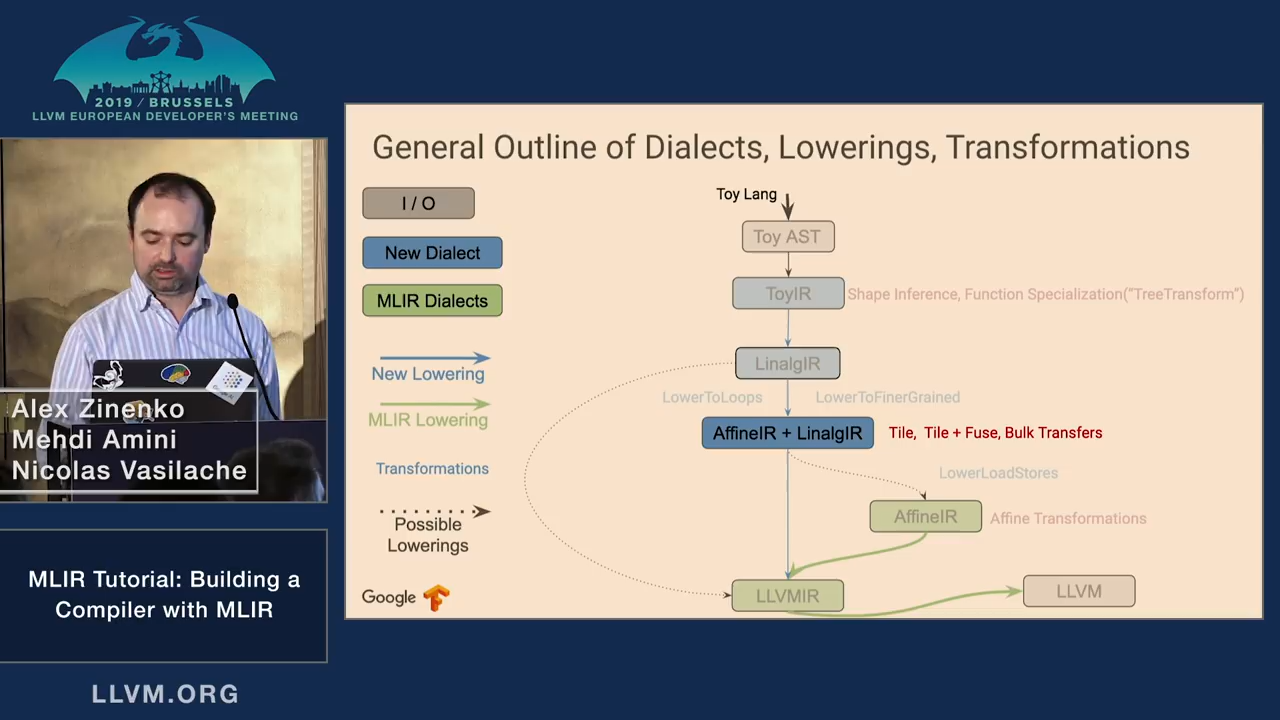 2019 / BRUSSELS
LLVM EUROPEAN DEVELOPER'S MEETING
Alex Zinenko
Mehdi Amini
Nicolas Vasilache
MLIR Tutorial: Building a
Compiler with MLIR
LLVM.ORG
General Outline of Dialects, Lowerings, Transformations
I / O
New Dialect
MLIR Dialects
New Lowering
MLIR Lowering
Transformations
Possible
Lowerings
Google
Toy Lang
Toy AST
ToyIR
Shape Inference, Function Specialization("TreeTransform")
LinalgIR
LowerToLoops
LowerToFinerGrained
AffineIR + LinalgIR
Tile, Tile + Fuse, Bulk Transfers
LowerLoadStores
AffineIR
Affine Transformations
LLVMIR
LLVM